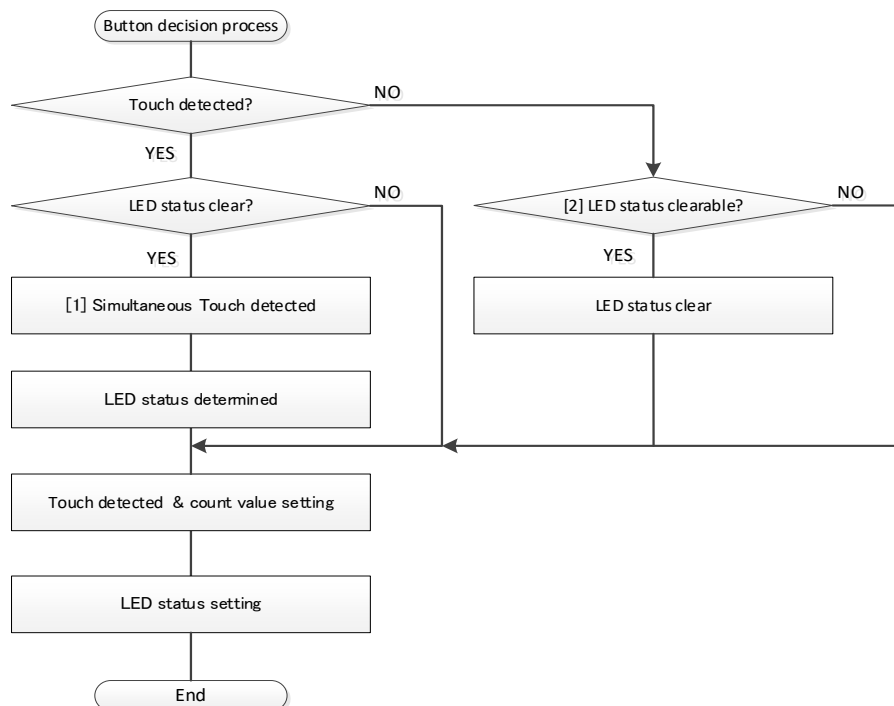 Button decision process
Touch detected?
NO
YES
LED status clear?
NO
[2] LED status clearable?
NO
YES
YES
[1] Simultaneous Touch detected
LED status clear
LED status determined
Touch detected & count value setting
LED status setting
End